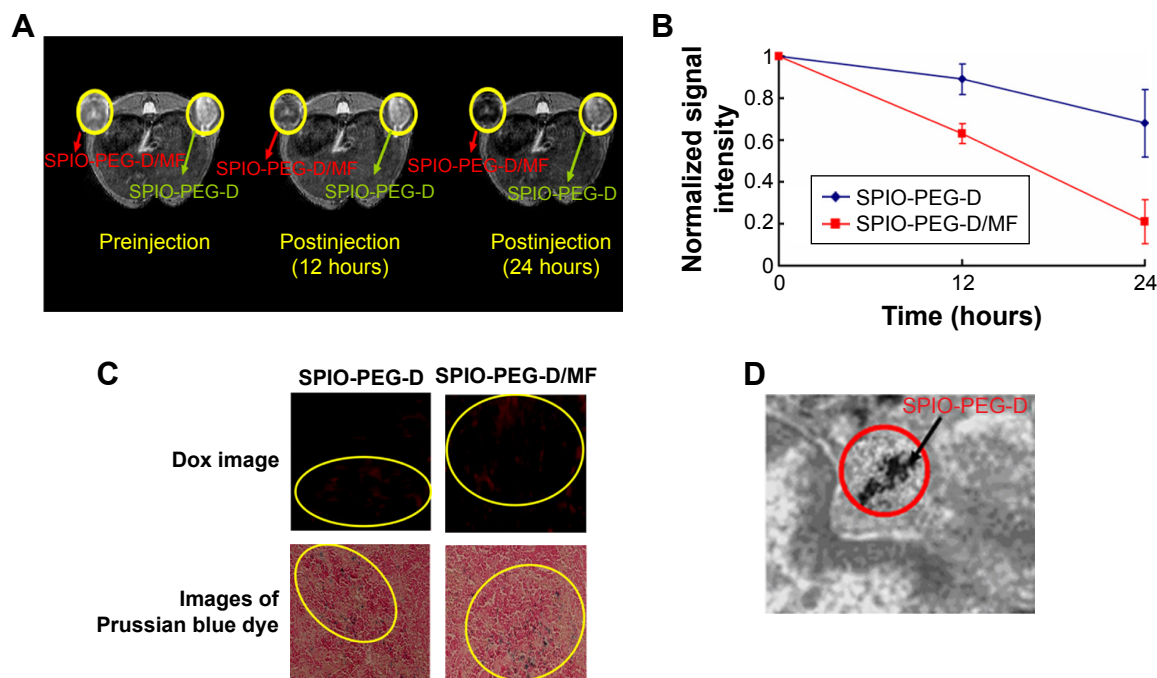 A
SPIO-PEG-D/MF
SPIO-PEG-D
SPIO-PEG-D/MF
SPIO-PEG-D
SPIO-PEG-D/MF
SPIO-PEG-D
Preinjection
Postinjection
(12 hours)
Postinjection
(24 hours)
B
Normalized signal
intensity
1
0.8
0.6
0.4
0.2
0
SPIO-PEG-D
SPIO-PEG-D/MF
0
12
24
Time (hours)
C
SPIO-PEG-D
SPIO-PEG-D/MF
Dox image
Images of
Prussian blue dye
D
SPIO-PEG-D